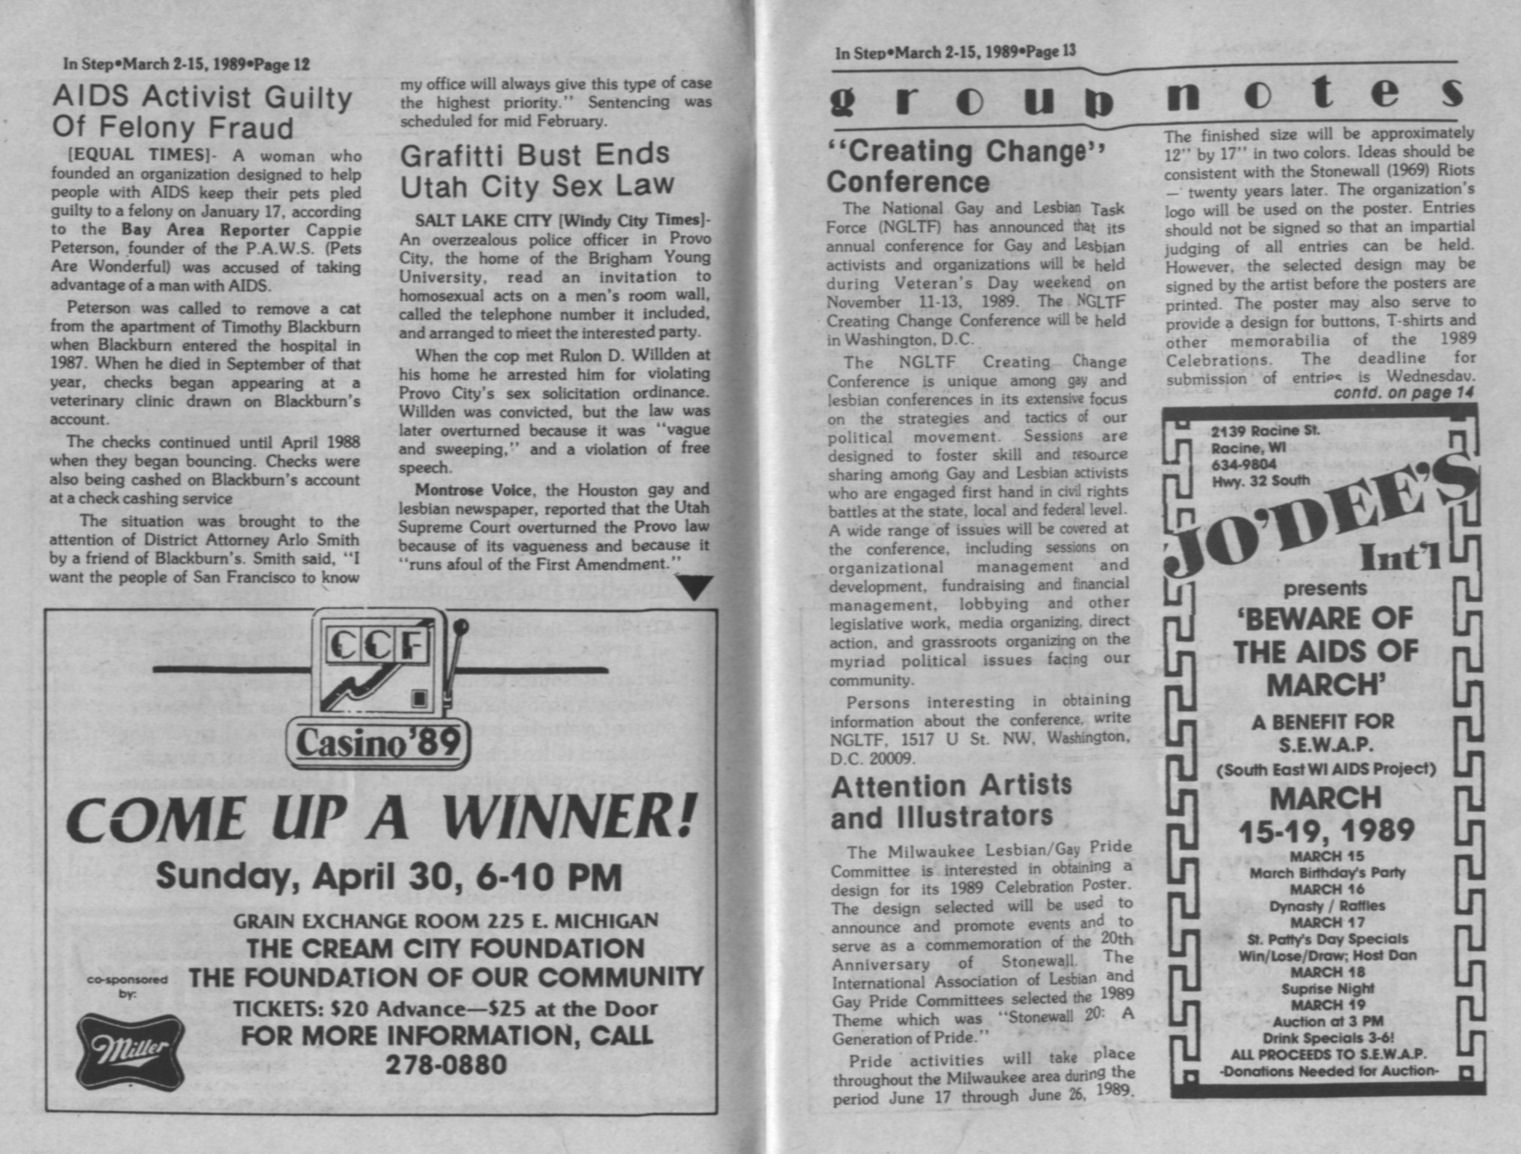 In Step•March 2-15, 1989•Page 12
AIDS Activist Guilty
Of Felony Fraud
[EQUAL TIMES]- A woman who
founded an organization designed to help
people with AIDS keep their pets pled
guilty to a felony on January 17, according
to the Bay Area Reporter Cappie
Peterson, founder of the P.A.W.S. (Pets
Are Wonderful) was accused of taking
advantage of a man with AIDS.
Peterson was called to remove a cat
from the apartment of Timothy Blackburn
when Blackburn entered the hospital in
1987. When he died in September of that
year, checks began appearing at a
veterinary clinic drawn on Blackburn's
account.
The checks continued until April 1988
when they began bouncing. Checks were
also being cashed on Blackburn's account
at a check cashing service
The situation was brought to the
attention of District Attorney Arlo Smith
by a friend of Blackburn's. Smith said, "I
want the people of San Francisco to know
my office will always give this type of case
the highest priority." Sentencing was
scheduled for mid February.
Grafitti Bust Ends
Utah City Sex Law
SALT LAKE CITY [Windy City Times]-
An overzealous police officer in Provo
City, the home of the Brigham Young
University, read an invitation to
homosexual acts on a men's room wall,
called the telephone number it included,
and arranged to meet the interested party.
When the cop met Rulon D. Willden at
his home he arrested him for violating
Provo City's sex solicitation ordinance.
Willden was convicted, but the law was
later overturned because it was "vague
and sweeping," and a violation of free
speech.
Montrose Voice, the Houston gay and
lesbian newspaper, reported that the Utah
Supreme Court overturned the Provo law
because of its vagueness and because it
"runs afoul of the First Amendment."
CCF
Casino '89
COME UP A WINNER!
Sunday, April 30, 6-10 PM
GRAIN EXCHANGE ROOM 225 E. MICHIGAN
THE CREAM CITY FOUNDATION
THE FOUNDATION OF OUR COMMUNITY
TICKETS: $20 Advance—$25 at the Door
FOR MORE INFORMATION, CALL
278-0880
co-sponsored
by:
Miller
In Step•March 2-15, 1989•Page 13
group notes
"Creating Change"
Conference
The National Gay and Lesbian Task
Force (NGLTF) has announced that its
annual conference for Gay and Lesbian
activists and organizations will be held
during Veteran's Day weekend on
November 11-13, 1989. The NGLTF
Creating Change Conference will be held
in Washington, D.C.
The NGLTF Creating Change
Conference is unique among gay and
lesbian conferences in its extensive focus
on the strategies and tactics of our
political movement. Sessions are
designed to foster skill and resource
sharing among Gay and Lesbian activists
who are engaged first hand in civil rights
battles at the state, local and federal level.
A wide range of issues will be covered at
the conference, including sessions on
organizational management and
development, fundraising and financial
management, lobbying and other
legislative work, media organizing, direct
action, and grassroots organizing on the
myriad political issues facing our
community.
Persons interesting in obtaining
information about the conference, write
NGLTF, 1517 U St. NW, Washington,
D.C. 20009.
Attention Artists
and Illustrators
The Milwaukee Lesbian/Gay Pride
Committee is interested in obtaining a
design for its 1989 Celebration Poster.
The design selected will be used to
announce and promote events and to
serve as a commemoration of the 20th
Anniversary of Stonewall. The
International Association of Lesbian and
Gay Pride Committees selected the 1989
Theme which was "Stonewall 20: A
Generation of Pride."
Pride activities will take place
throughout the Milwaukee area during the
period June 17 through June 26, 1989.
The finished size will be approximately
12" by 17" in two colors. Ideas should be
consistent with the Stonewall (1969) Riots
— twenty years later. The organization's
logo will be used on the poster. Entries
should not be signed so that an impartial
judging of all entries can be held.
However, the selected design may be
signed by the artist before the posters are
printed. The poster may also serve to
provide a design for buttons, T-shirts and
other memorabilia of the 1989
Celebrations. The deadline for
submission of entries is Wednesday.
contd. on page 14
2139 Racine St.
Racine, WI
634-9804
Hwy. 32 South
JO'DEE'S
Int'l
presents
'BEWARE OF
THE AIDS OF
MARCH'
A BENEFIT FOR
S.E.W.A.P.
(South East WI AIDS Project)
MARCH
15-19, 1989
MARCH 15
March Birthday's Party
MARCH 16
Dynasty / Raffles
MARCH 17
St. Patty's Day Specials
Win/Lose/Draw; Host Dan
MARCH 18
Suprise Night
MARCH 19
Auction at 3 PM
Drink Specials 3-6!
ALL PROCEEDS TO S.E.W.A.P.
-Donations Needed for Auction-